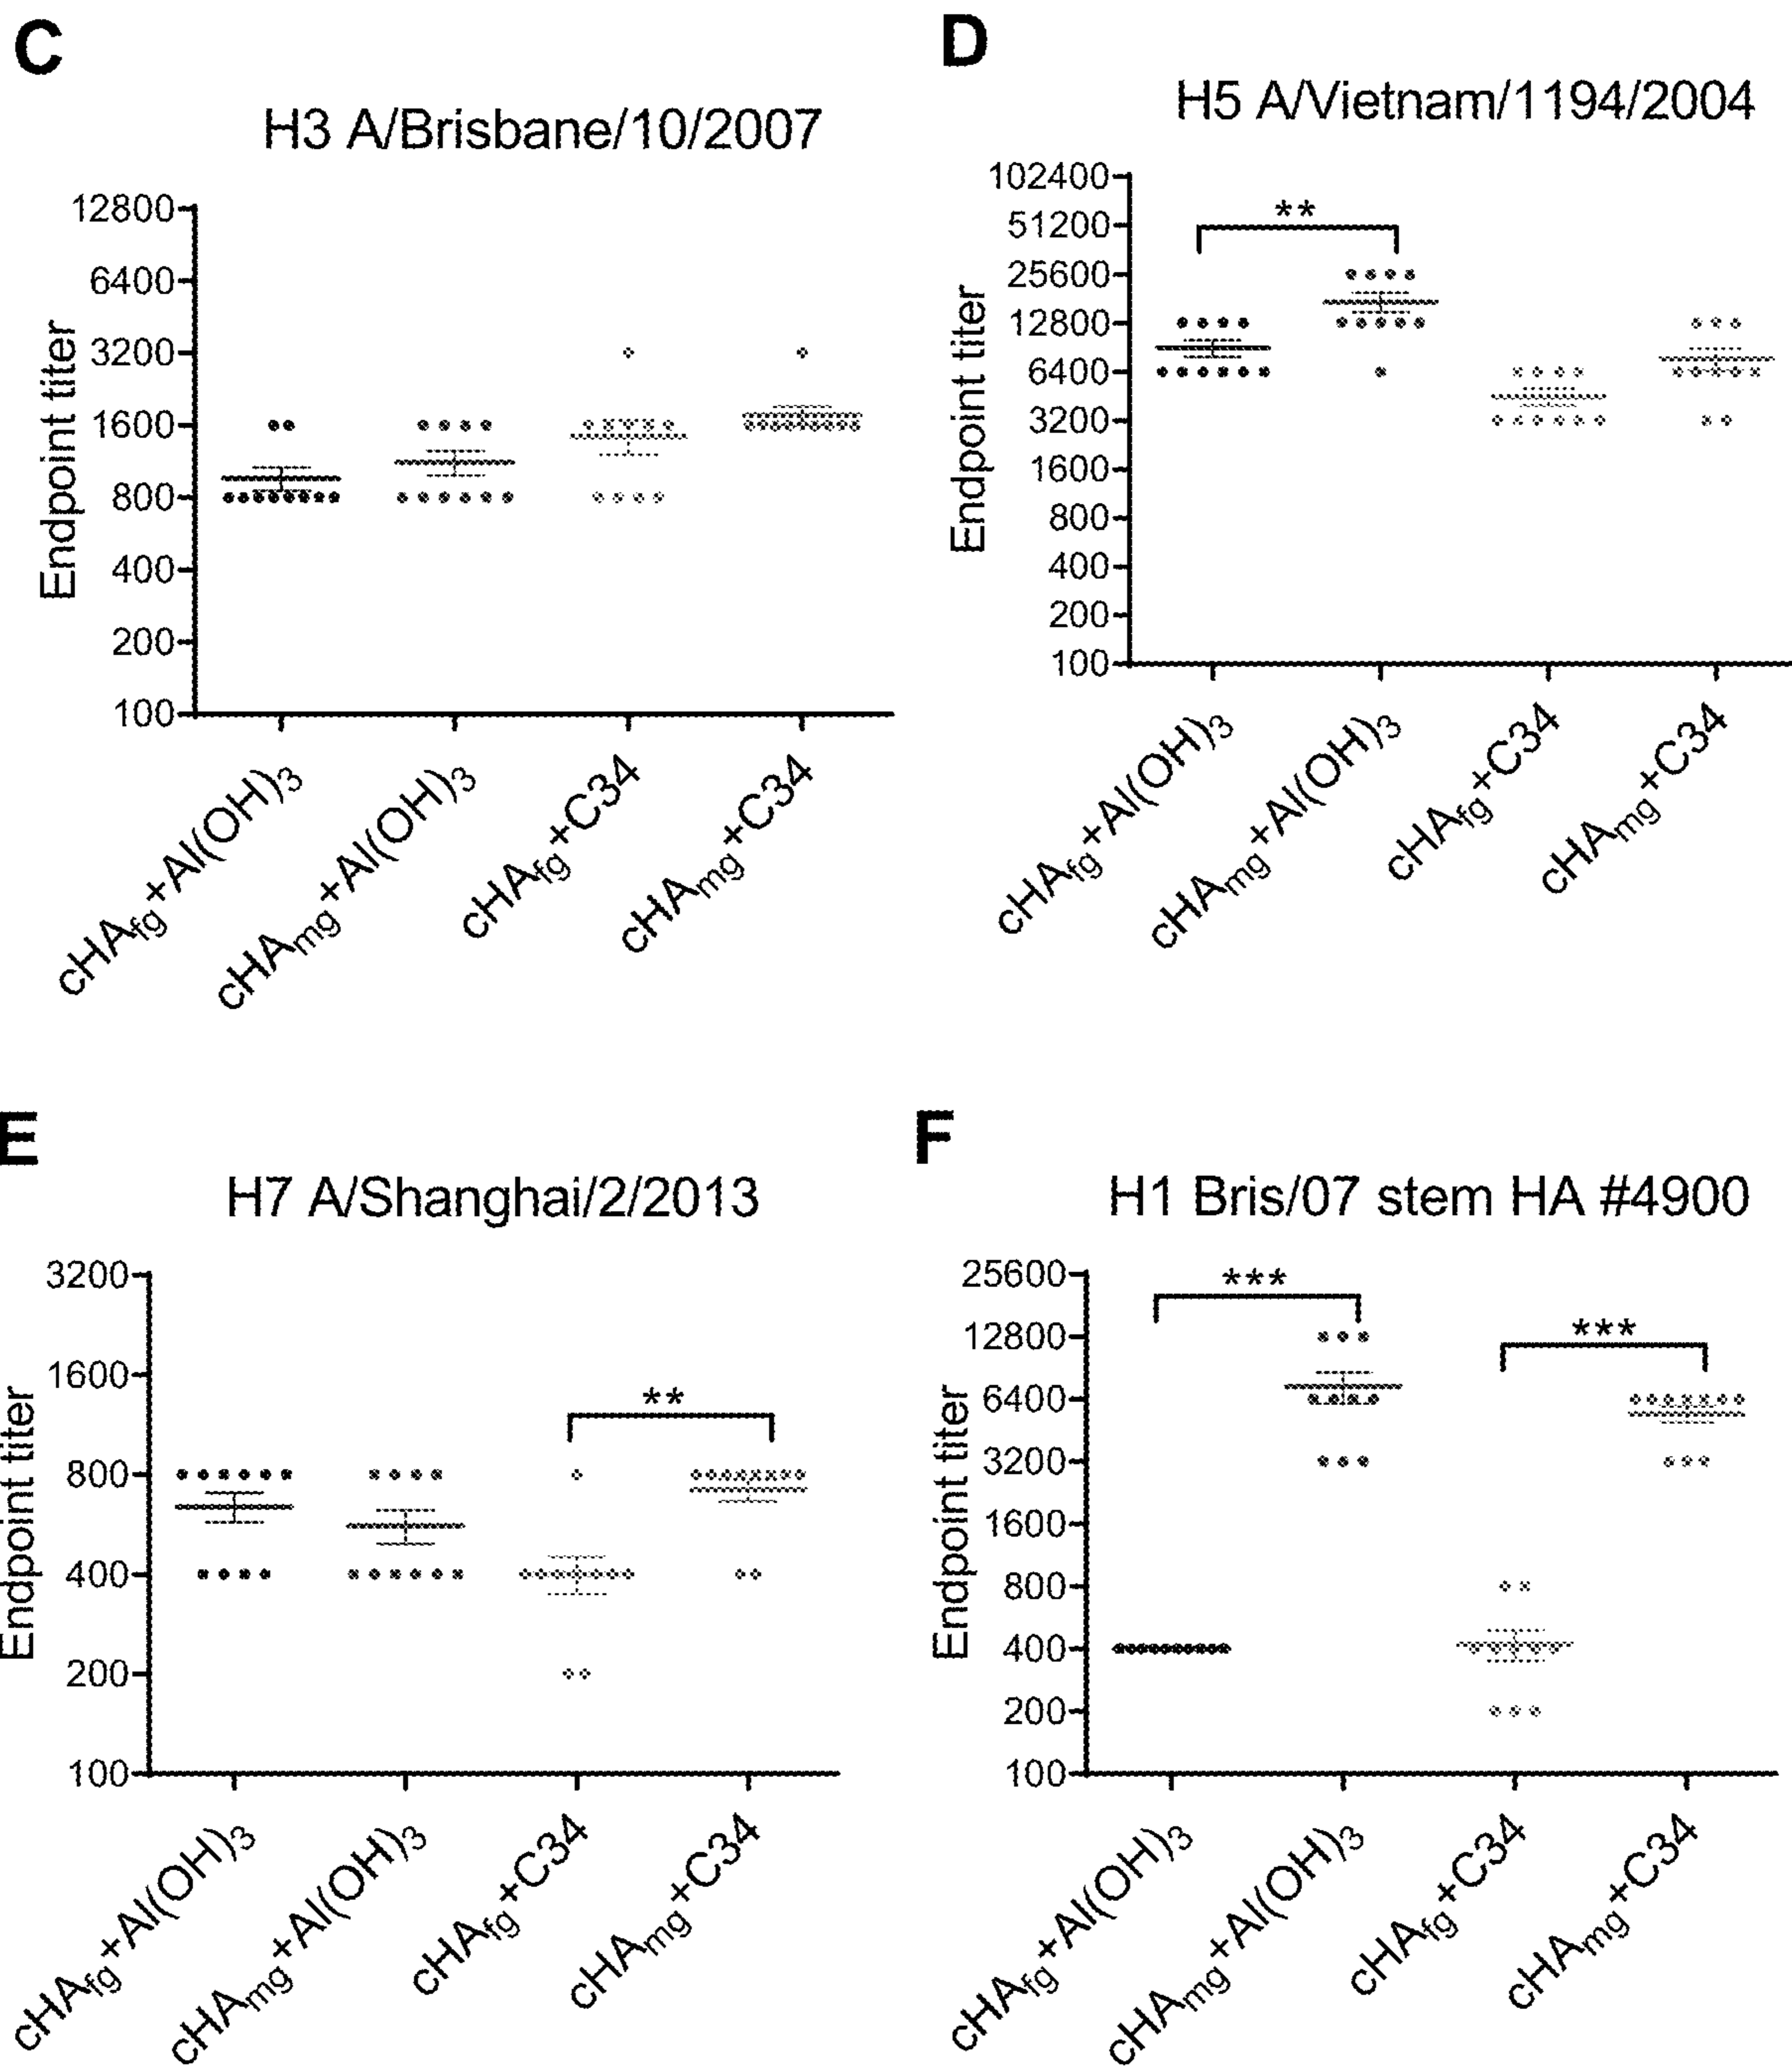 C
H3 A/Brisbane/10/2007
Endpoint titer
12800
6400
3200
1600
800
400
200
100
cHAfg+Al(OH)3
cHAmg+Al(OH)3
cHAfg+C34
cHAmg+C34
D
H5 A/Vietnam/1194/2004
Endpoint titer
102400
51200
25600
12800
6400
3200
1600
800
400
200
100
**
cHAfg+Al(OH)3
cHAmg+Al(OH)3
cHAfg+C34
cHAmg+C34
E
H7 A/Shanghai/2/2013
Endpoint titer
3200
1600
800
400
200
100
**
cHAfg+Al(OH)3
cHAmg+Al(OH)3
cHAfg+C34
cHAmg+C34
F
H1 Bris/07 stem HA #4900
Endpoint titer
25600
12800
6400
3200
1600
800
400
200
100
***
***
cHAfg+Al(OH)3
cHAmg+Al(OH)3
cHAfg+C34
cHAmg+C34